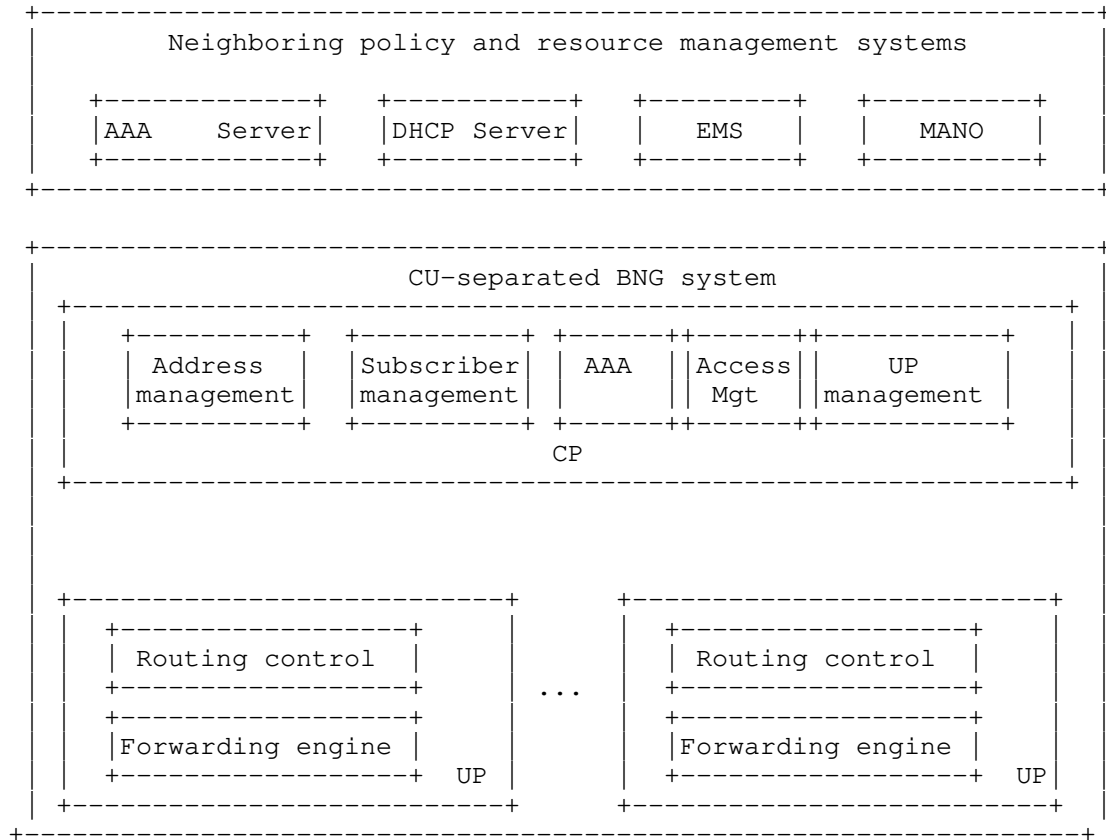 Neighboring policy and resource management systems
AAA Server DHCP Server EMS MANO
CU-separated BNG system
Address Subscriber AAA Access UP
management management Mgt management
CP
Routing control Routing control
...
Forwarding engine Forwarding engine
UP UP